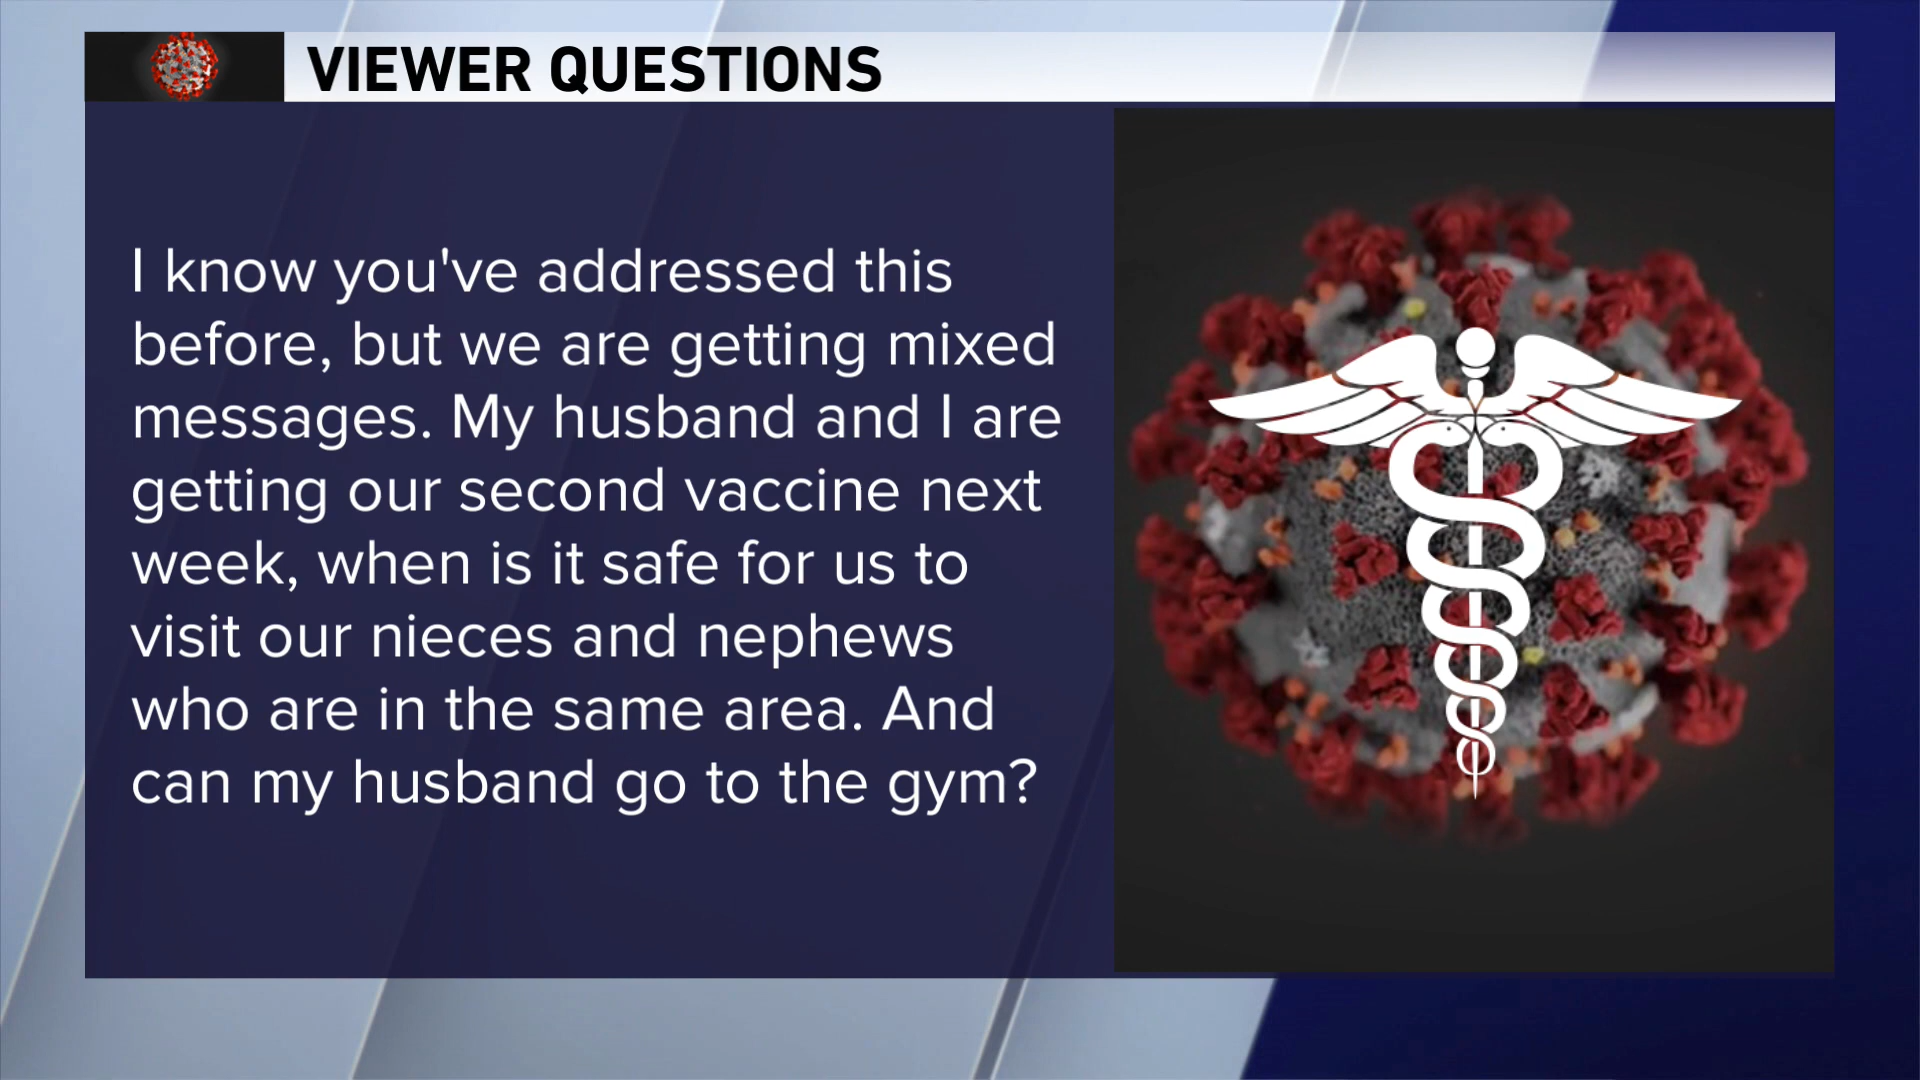 VIEWER QUESTIONS
I know you've addressed this
before, but we are getting mixed
messages. My husband and I are
getting our second vaccine next
week, when is it safe for us to
visit our nieces and nephews
who are in the same area. And
can my husband go to the gym?